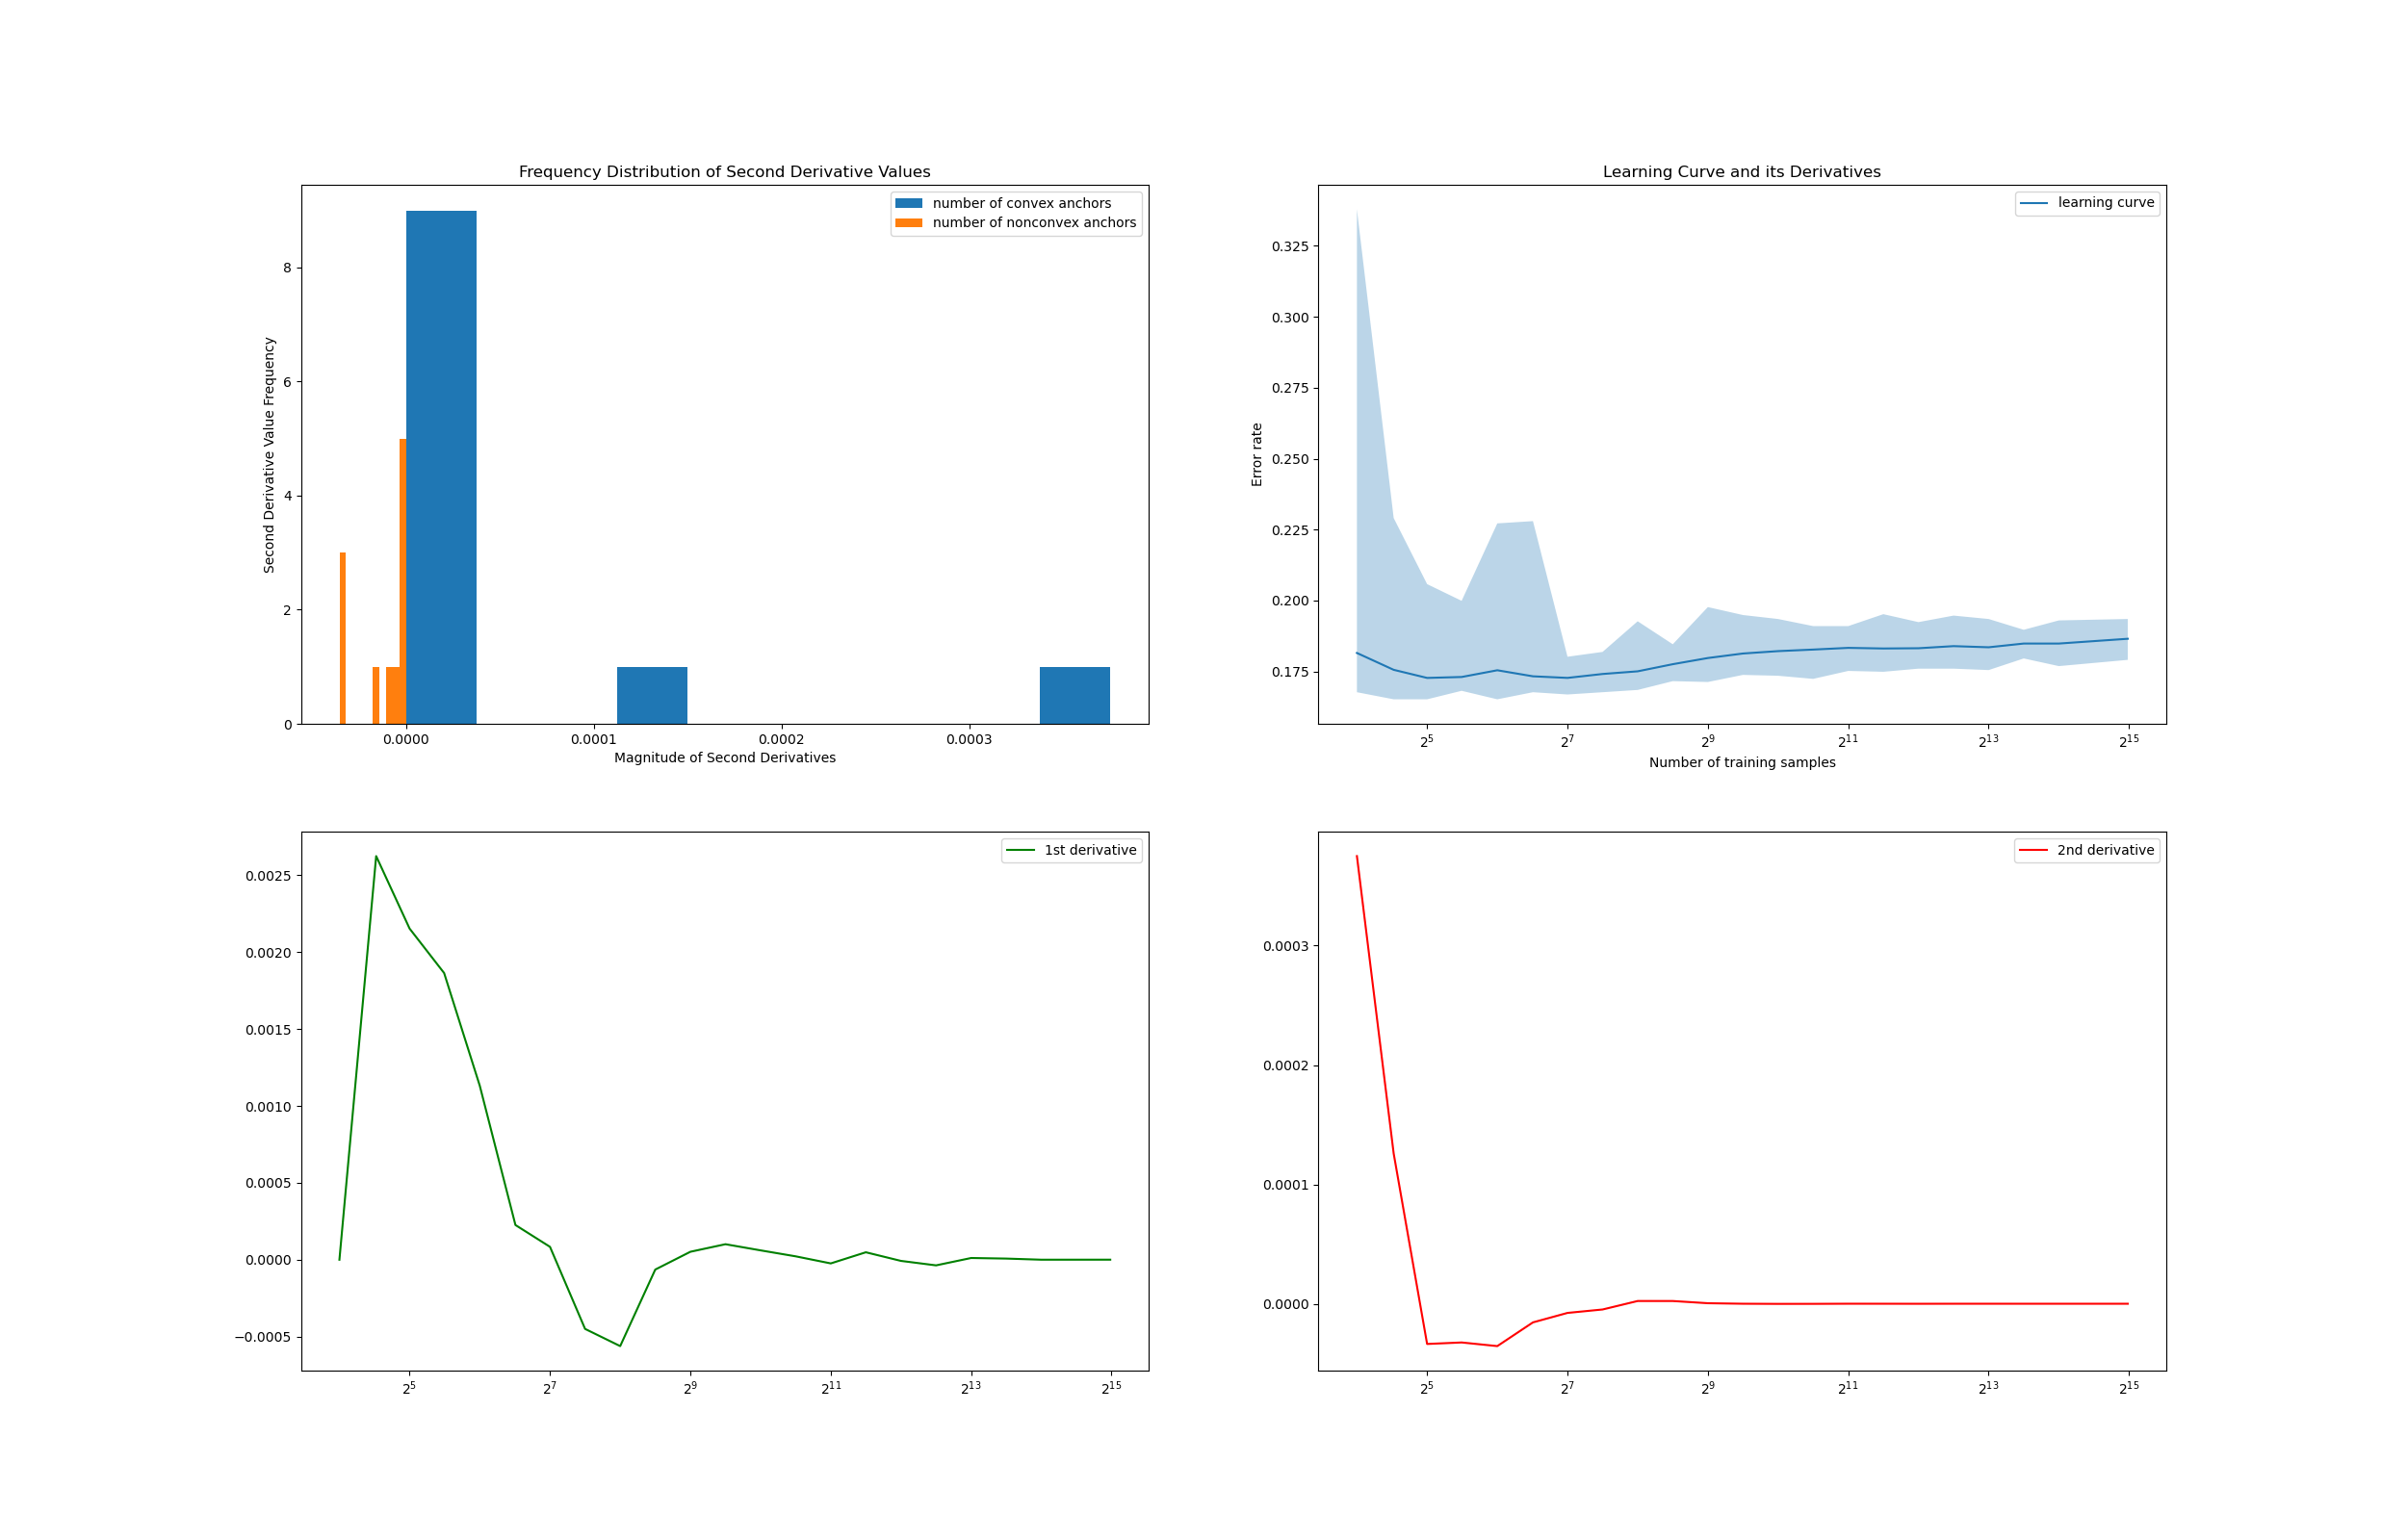 Frequency Distribution of Second Derivative Values
number of convex anchors
number of nonconvex anchors
Second Derivative Value Frequency
8
6
4
2
0
0.0000 0.0001 0.0002 0.0003
Magnitude of Second Derivatives
Learning Curve and its Derivatives
learning curve
Error rate
0.325
0.300
0.275
0.250
0.225
0.200
0.175
2^5 2^7 2^9 2^11 2^13 2^15
Number of training samples
1st derivative
0.0025
0.0020
0.0015
0.0010
0.0005
0.0000
−0.0005
2^5 2^7 2^9 2^11 2^13 2^15
2nd derivative
0.0003
0.0002
0.0001
0.0000
2^5 2^7 2^9 2^11 2^13 2^15